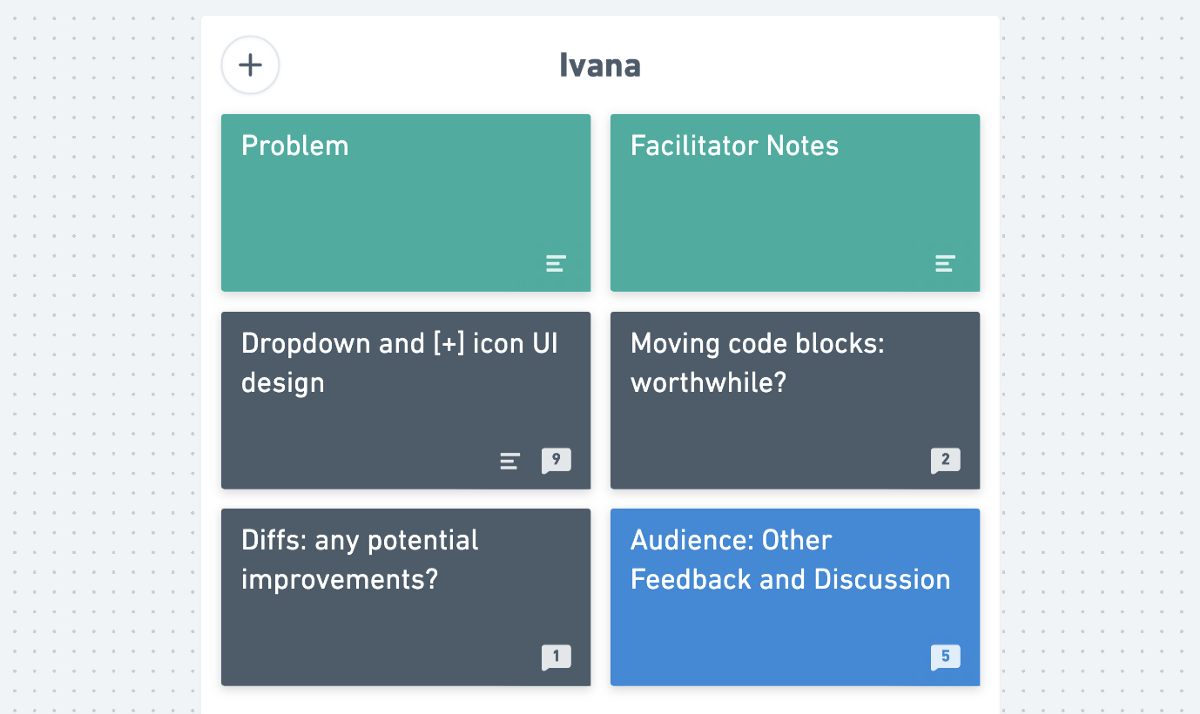 Ivana
Problem
Facilitator Notes
Dropdown and [+] icon UI
design
9
Moving code blocks:
worthwhile?
2
Diffs: any potential
improvements?
1
Audience: Other
Feedback and Discussion
5